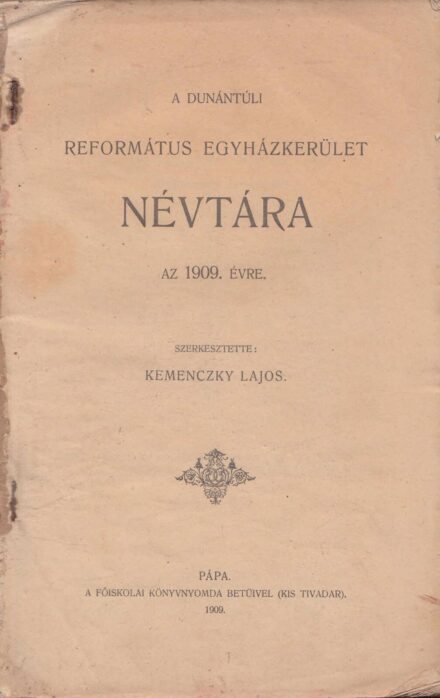 A DUNÁNTÚLI
REFORMÁTUS EGYHÁZKERÜLET
NÉVTÁRA
AZ 1909. ÉVRE.
SZERKESZTETTE:
KEMENCZKY LAJOS.
PÁPA.
A FŐISKOLAI KÖNYVNYOMDA BETŰIVEL (KIS TIVADAR).
1909.